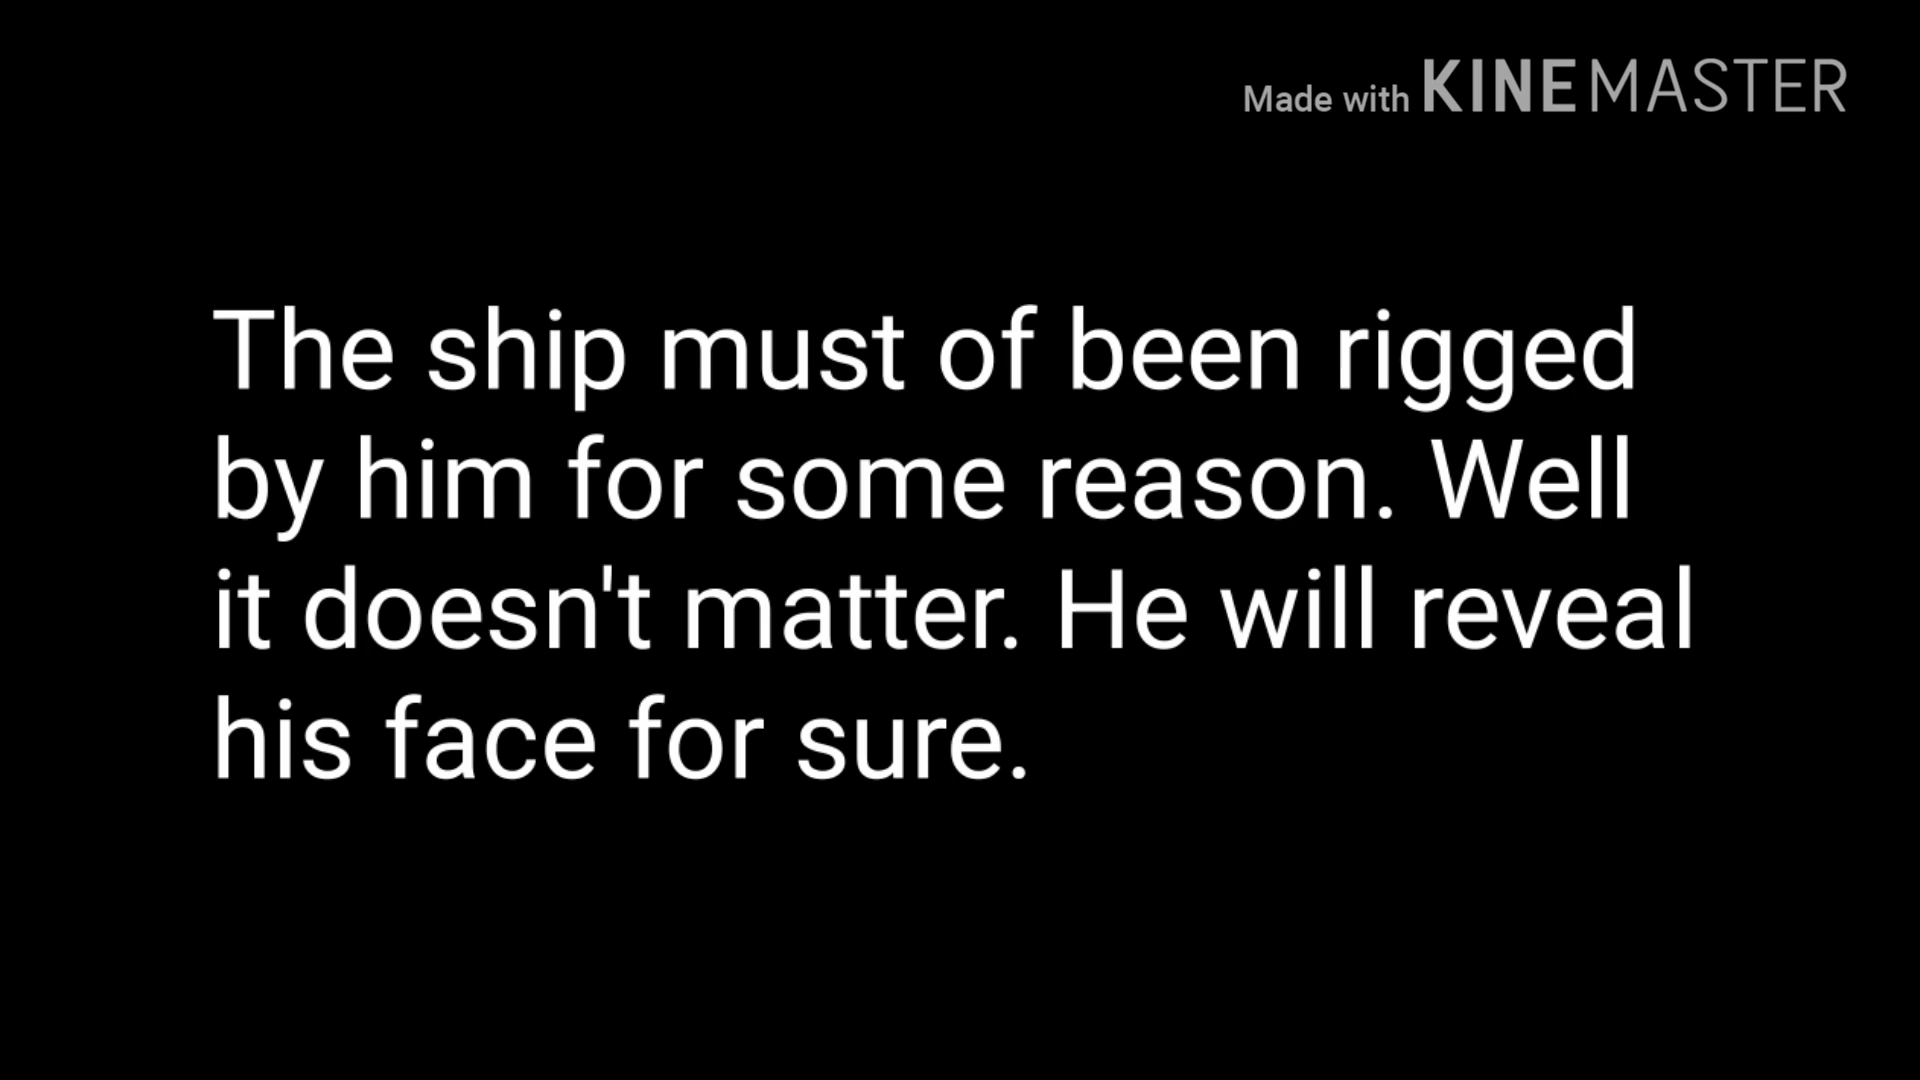 Made with KINEMASTER
The ship must of been rigged
by him for some reason. Well
it doesn't matter. He will reveal
his face for sure.